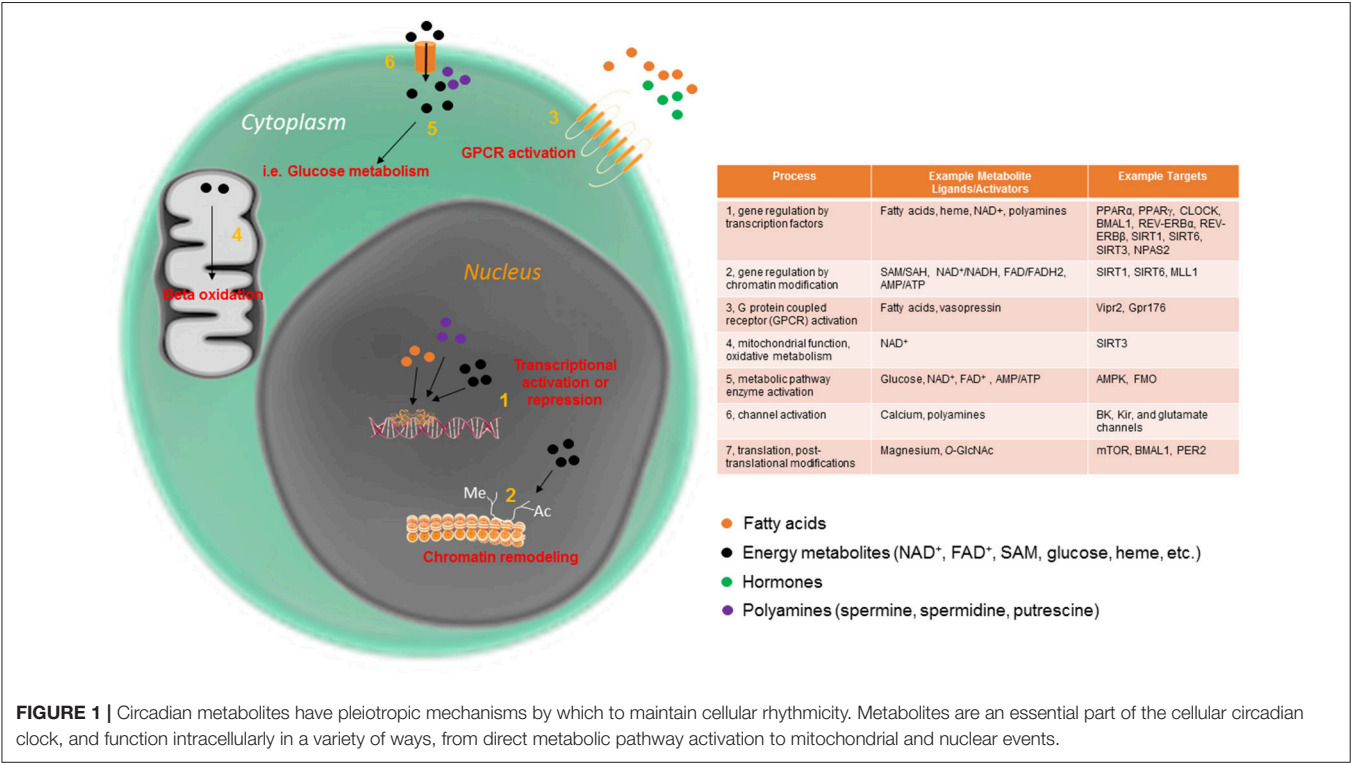 6
Cytoplasm
5
3
GPCR activation
i.e. Glucose metabolism
4
Beta oxidation
Nucleus
Transcriptional
activation or
repression
1
Me
2
Ac
Chromatin remodeling
Process
Example Metabolite
Ligands/Activators
Example Targets
1, gene regulation by
transcription factors
Fatty acids, heme, NAD+, polyamines
PPARα, PPARγ, CLOCK,
BMAL1, REV-ERBα, REV-
ERBβ, SIRT1, SIRT6,
SIRT3, NPAS2
2, gene regulation by
chromatin modification
SAM/SAH, NAD⁺/NADH, FAD/FADH2,
AMP/ATP
SIRT1, SIRT6, MLL1
3, G protein coupled
receptor (GPCR) activation
Fatty acids, vasopressin
Vipr2, Gpr176
4, mitochondrial function,
oxidative metabolism
NAD⁺
SIRT3
5, metabolic pathway
enzyme activation
Glucose, NAD⁺, FAD⁺ , AMP/ATP
AMPK, FMO
6, channel activation
Calcium, polyamines
BK, Kir, and glutamate
channels
7, translation, post-
translational modifications
Magnesium, O-GlcNAc
mTOR, BMAL1, PER2
Fatty acids
Energy metabolites (NAD⁺, FAD⁺, SAM, glucose, heme, etc.)
Hormones
Polyamines (spermine, spermidine, putrescine)
FIGURE 1 | Circadian metabolites have pleiotropic mechanisms by which to maintain cellular rhythmicity. Metabolites are an essential part of the cellular circadian
clock, and function intracellularly in a variety of ways, from direct metabolic pathway activation to mitochondrial and nuclear events.